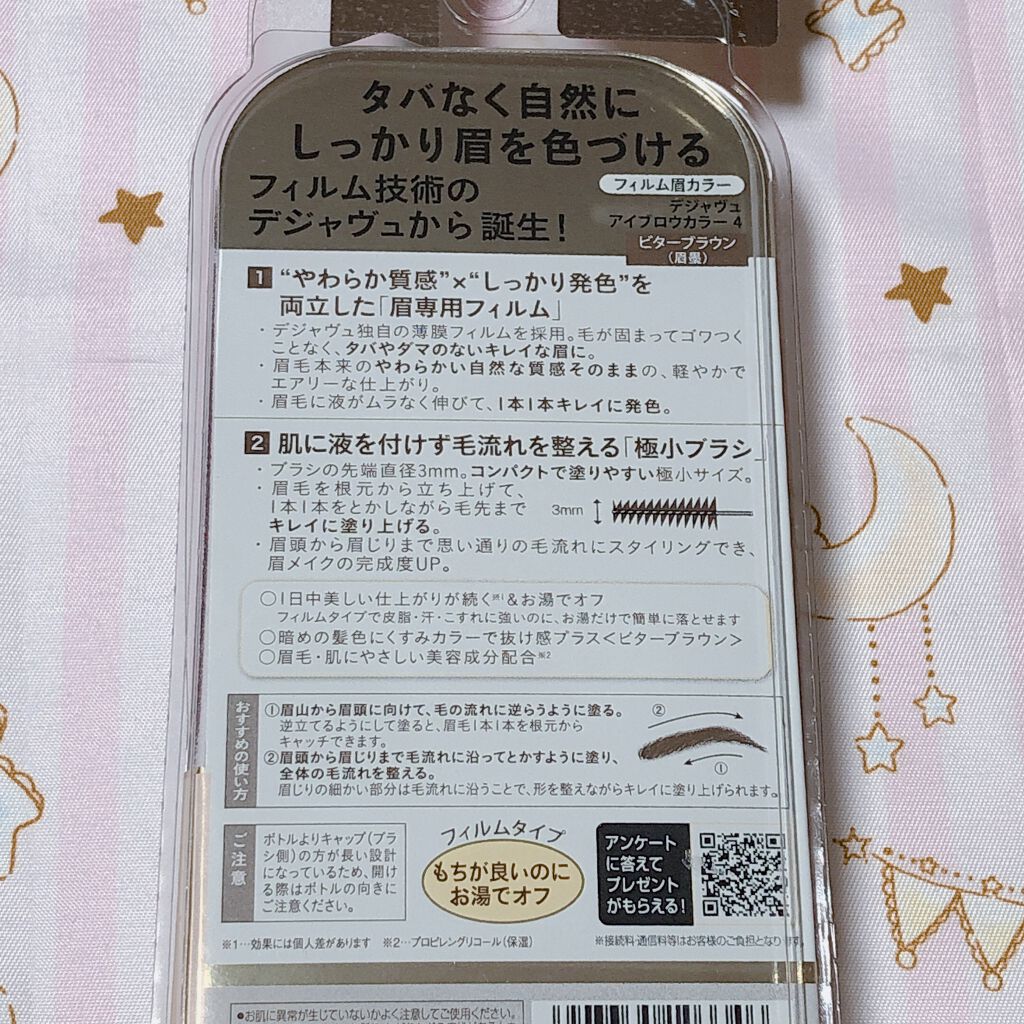 タバなく自然に
しっかり眉を色づける
フィルム技術の
デジャヴュから誕生！
フィルム眉カラー
デジャヴュ
アイブロウカラー 4
ビターブラウン
（眉墨）
1 “やわらか質感”×“しっかり発色”を
両立した「眉専用フィルム」
・デジャヴュ独自の薄膜フィルムを採用。毛が固まってゴワつく
ことなく、タバやダマのないキレイな眉に。
・眉毛本来のやわらかい自然な質感そのままの、軽やかで
エアリーな仕上がり。
・眉毛に液がムラなく伸びて、1本1本キレイに発色。
2 肌に液を付けず毛流れを整える「極小ブラシ」
・ブラシの先端直径3mm。コンパクトで塗りやすい極小サイズ。
・眉毛を根元から立ち上げて、
1本1本をとかしながら毛先まで
キレイに塗り上げる。
3mm
・眉頭から眉じりまで思い通りの毛流れにスタイリングでき、
眉メイクの完成度UP。
○1日中美しい仕上がりが続く※1＆お湯でオフ
フィルムタイプで皮脂・汗・こすれに強いのに、お湯だけで簡単に落とせます
○暗めの髪色にくすみカラーで抜け感プラス＜ビターブラウン＞
○眉毛・肌にやさしい美容成分配合※2
おすすめの使い方
①眉山から眉頭に向けて、毛の流れに逆らうように塗る。
逆立てるようにして塗ると、眉毛1本1本を根元から
キャッチできます。
②眉頭から眉じりまで毛流れに沿ってとかすように塗り、
全体の毛流れを整える。
眉じりの細かい部分は毛流れに沿うことで、形を整えながらキレイに塗り上げられます。
②
①
ご注意
ボトルよりキャップ（ブラ
シ側）の方が長い設計
になっているため、開け
る際はボトルの向きに
ご注意ください。
フィルムタイプ
もちが良いのに
お湯でオフ
アンケート
に答えて
プレゼント
がもらえる！
※1…効果には個人差があります ※2…プロピレングリコール（保湿）
※接続料・通信料等はお客様のご負担となります。
●お肌に異常が生じていないかよく注意してご使用ください。